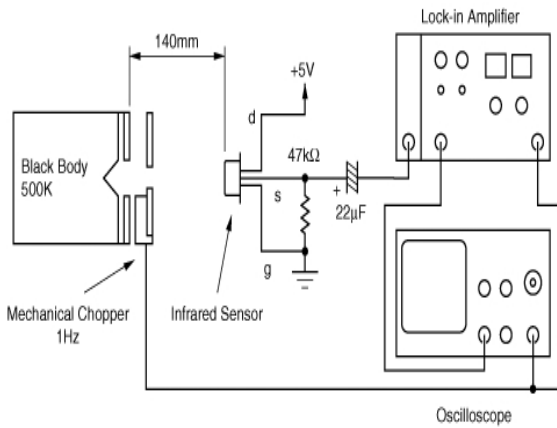 Lock-in Amplifier
140mm
+5V
d
Black Body
500K
47kΩ
s
+
22μF
g
Mechanical Chopper
1Hz
Infrared Sensor
Oscilloscope